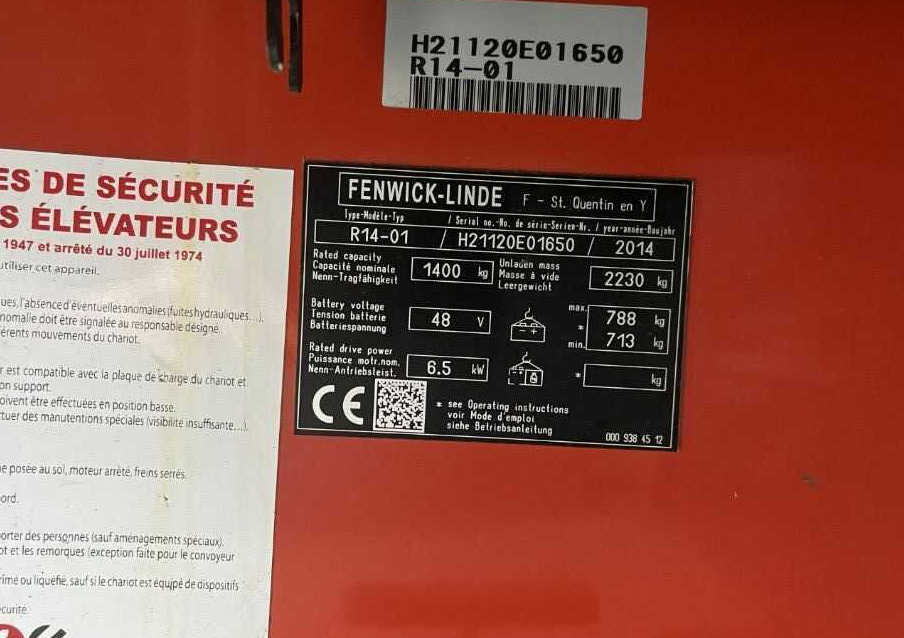 H21120E01650
R14-01
ES DE SÉCURITÉ
S ÉLÉVATEURS
1947 et arrêté du 30 juillet 1974
utiliser cet appareil.
ues, l'absence d'éventuelles anomalies (fuites hydrauliques...).
nomalie doit être signalée au responsable désigné.
érents mouvements du chariot.
r est compatible avec la plaque de charge du chariot et
on support.
oivent être effectuées en position basse.
tuer des manutentions spéciales (visibilité insuffisante...).
e posée au sol, moteur arrêté, freins serrés.
ord.
orter des personnes (sauf aménagements spéciaux).
ot et les remorques (exception faite pour le convoyeur
rimé ou liquéfié, sauf si le chariot est équipé de dispositifs
écurité.
FENWICK-LINDE F - St. Quentin en Y
Type-Modèle-Typ / Serial no.-No. de série-Serien-Nr. / year-année-Baujahr
R14-01 / H21120E01650 / 2014
Rated capacity
Capacité nominale
Nenn-Tragfähigkeit
1400 kg
Unladen mass
Masse à vide
Leergewicht
2230 kg
Battery voltage
Tension batterie
Batteriespannung
48 V
- +
max. 788 kg
*
min. 713 kg
Rated drive power
Puissance motr.nom.
Nenn-Antriebsleist.
6.5 kW
* kg
CE
* see Operating instructions
voir Mode d'emploi
siehe Betriebsanleitung
000 938 45 12